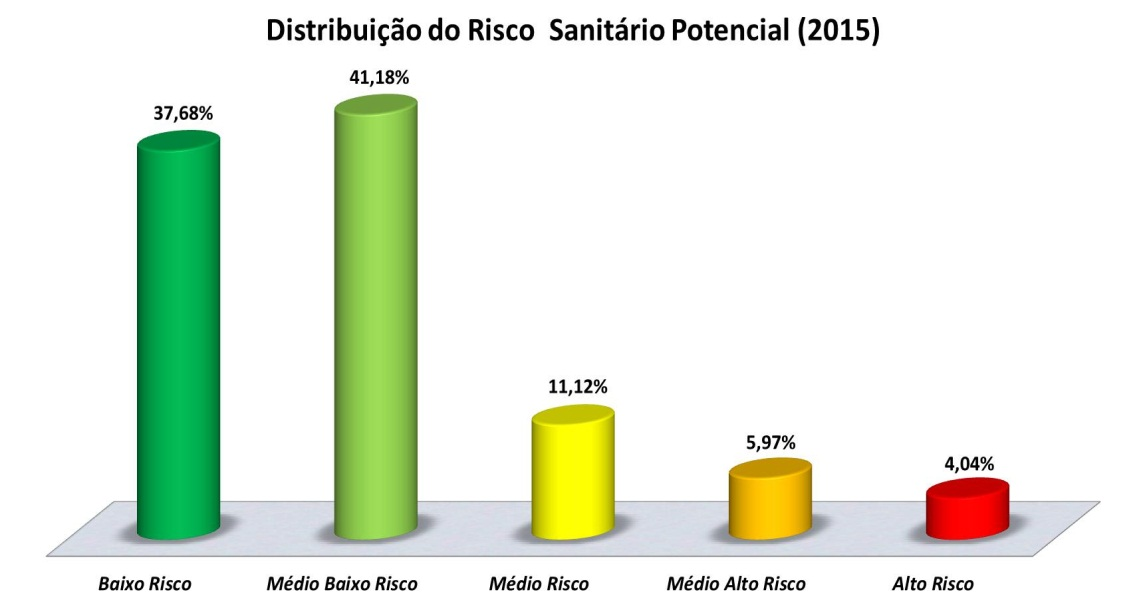 Distribuição do Risco Sanitário Potencial (2015)
41,18%
37,68%
11,12%
5,97%
4,04%
Baixo Risco
Médio Baixo Risco
Médio Risco
Médio Alto Risco
Alto Risco